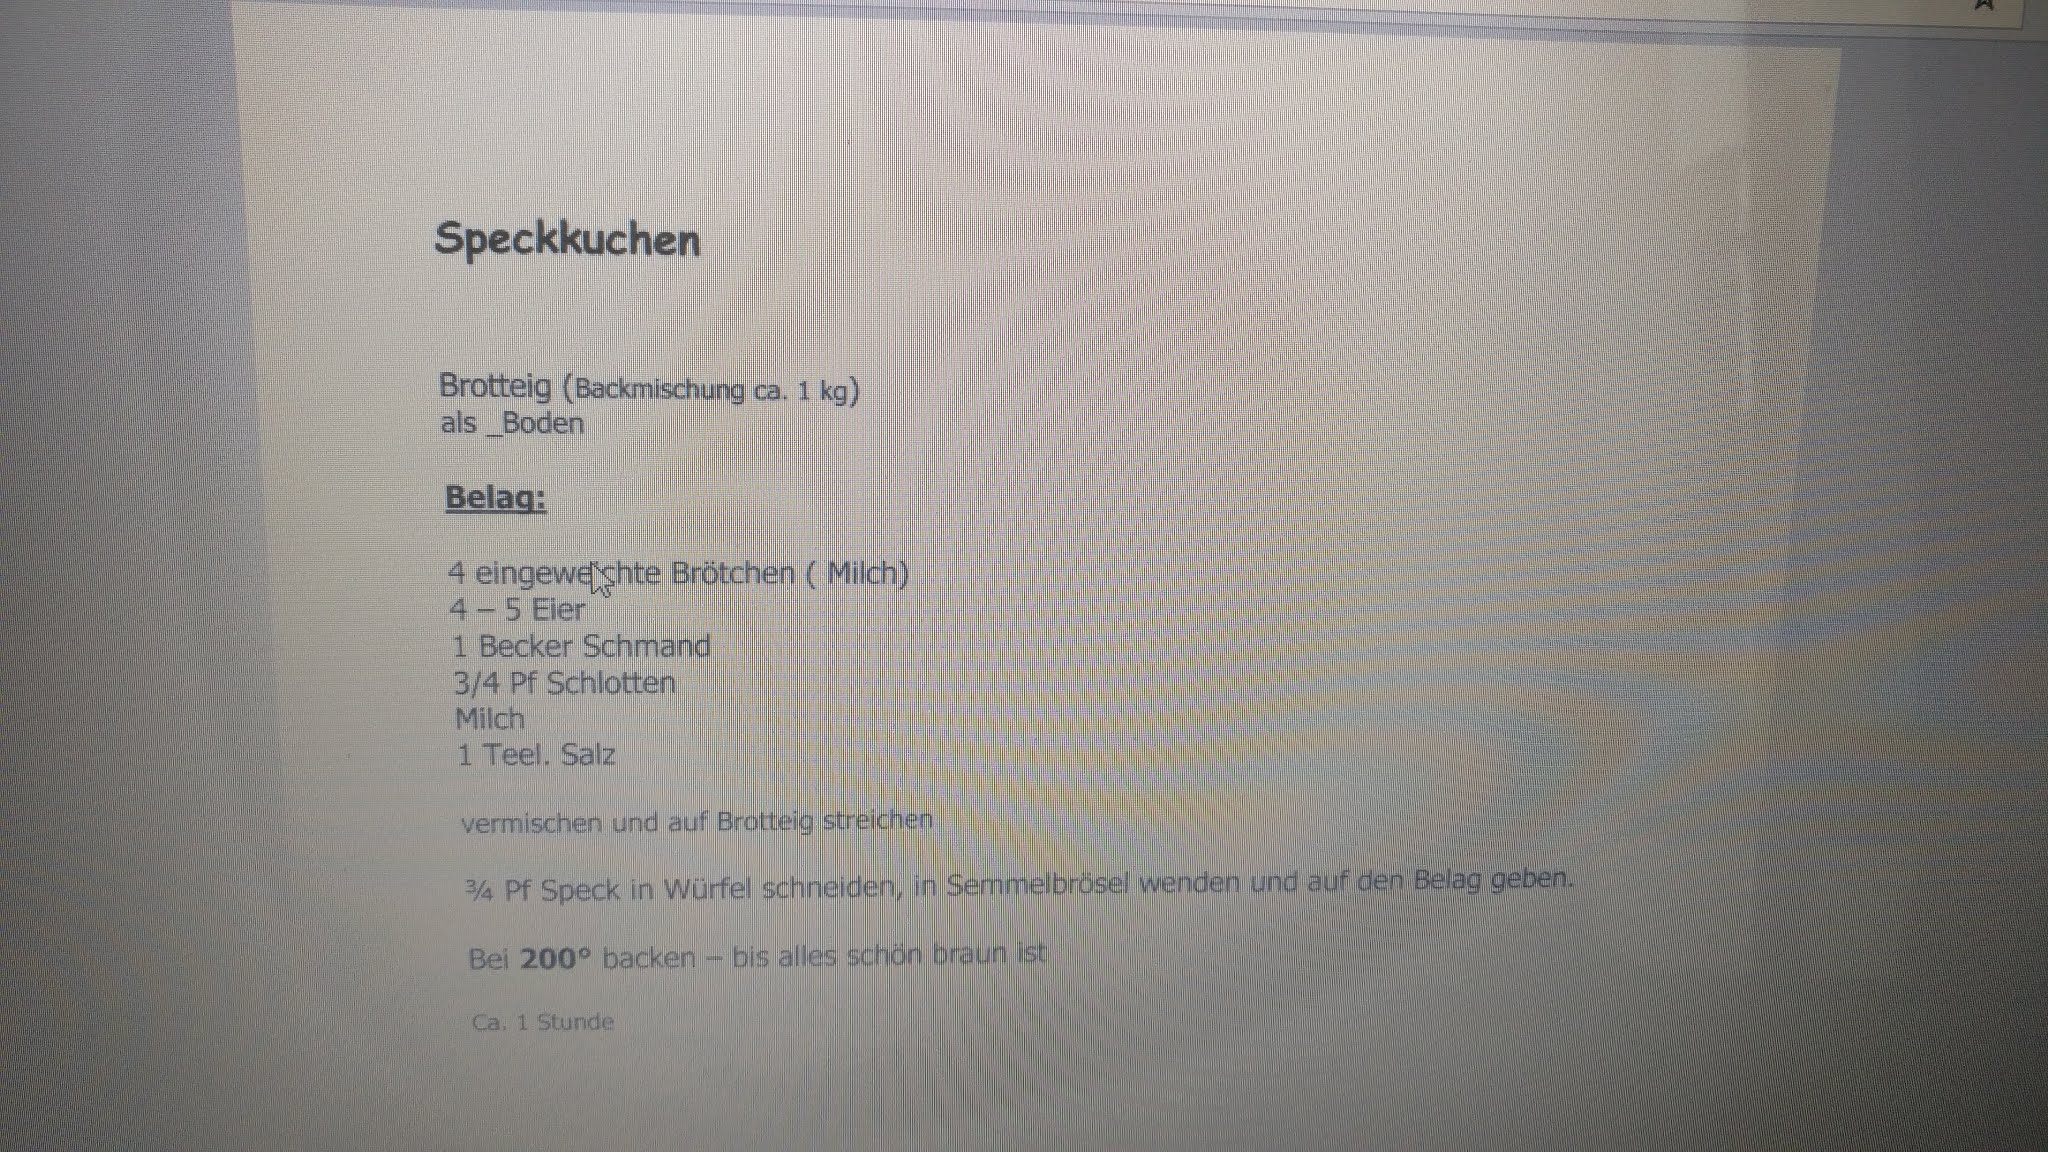 Speckkuchen
Brotteig (Backmischung ca. 1 kg)
als _Boden
Belag:
4 eingeweichte Brötchen ( Milch)
4 – 5 Eier
1 Becker Schmand
3/4 Pf Schlotten
Milch
1 Teel. Salz
vermischen und auf Brotteig streichen
¾ Pf Speck in Würfel schneiden, in Semmelbrösel wenden und auf den Belag geben.
Bei 200° backen – bis alles schön braun ist
Ca. 1 Stunde